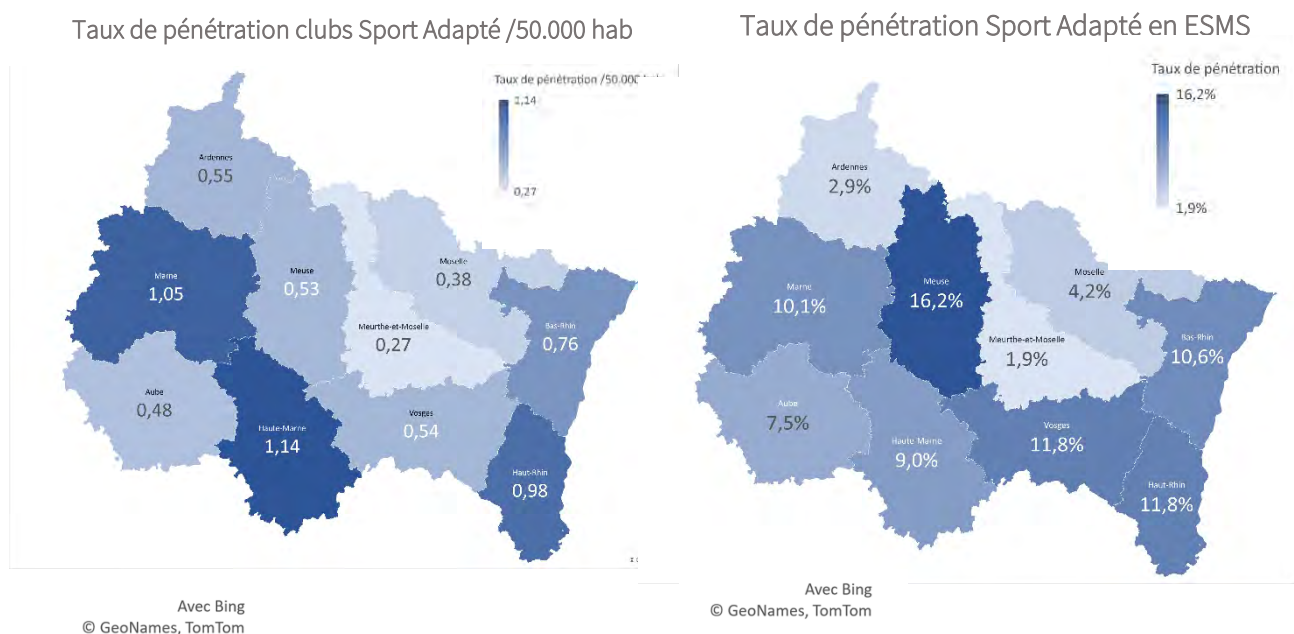 Taux de pénétration clubs Sport Adapté /50.000 hab
Taux de pénétration /50.000
1,14
0,27
Ardennes
0,55
Marne
1,05
Meuse
0,53
Moselle
0,38
Meurthe-et-Moselle
0,27
Bas-Rhin
0,76
Aube
0,48
Haute-Marne
1,14
Vosges
0,54
Haut-Rhin
0,98
Avec Bing
© GeoNames, TomTom
Taux de pénétration Sport Adapté en ESMS
Taux de pénétration
16,2%
1,9%
Ardennes
2,9%
Marne
10,1%
Meuse
16,2%
Moselle
4,2%
Meurthe-et-Moselle
1,9%
Bas-Rhin
10,6%
Aube
7,5%
Haute-Marne
9,0%
Vosges
11,8%
Haut-Rhin
11,8%
Avec Bing
© GeoNames, TomTom